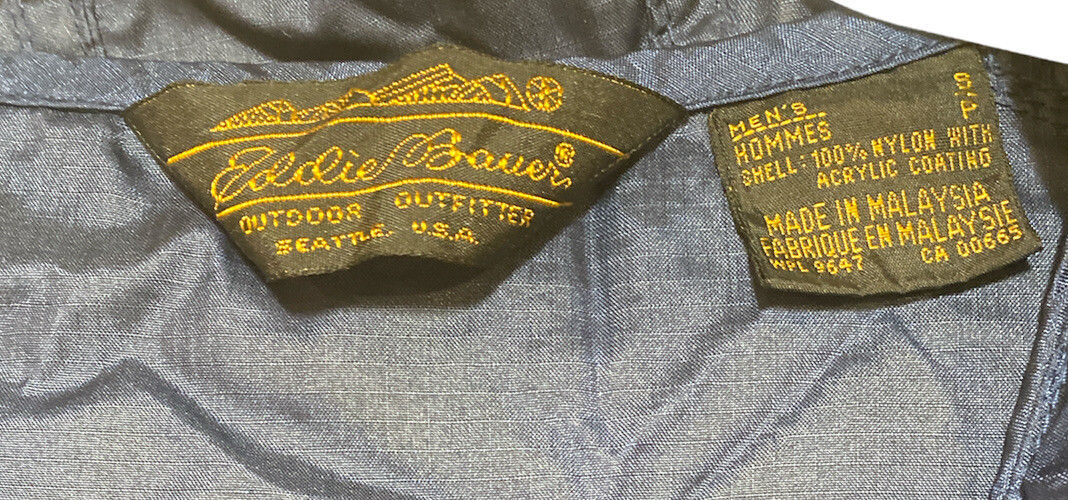 Eddie Bauer®
OUTDOOR OUTFITTER
SEATTLE. U.S.A.
S
P
MEN'S
HOMMES
SHELL: 100% NYLON WITH
ACRYLIC COATING
MADE IN MALAYSIA
FABRIQUE EN MALAYSIE
WPL 9647 CA 00665